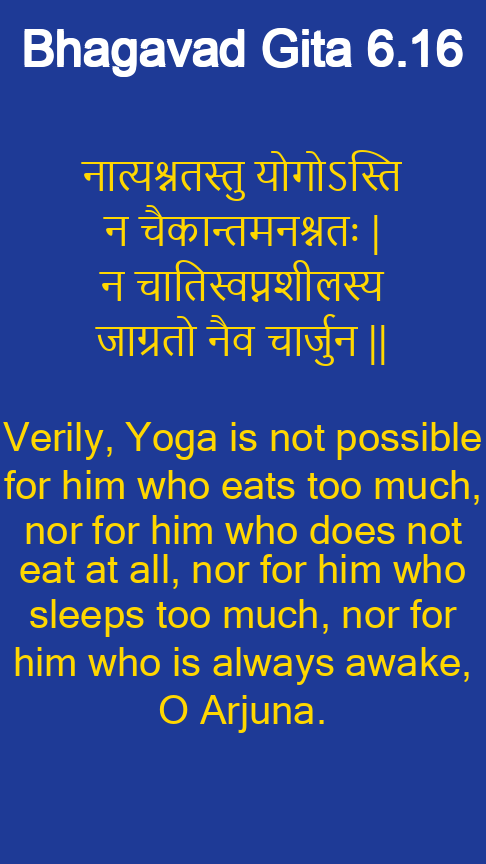 Bhagavad Gita 6.16
नात्यश्नतस्तु योगोऽस्ति
न चैकान्तमनश्नतः |
न चातिस्वप्नशीलस्य
जाग्रतो नैव चार्जुन ||
Verily, Yoga is not possible
for him who eats too much,
nor for him who does not
eat at all, nor for him who
sleeps too much, nor for
him who is always awake,
O Arjuna.